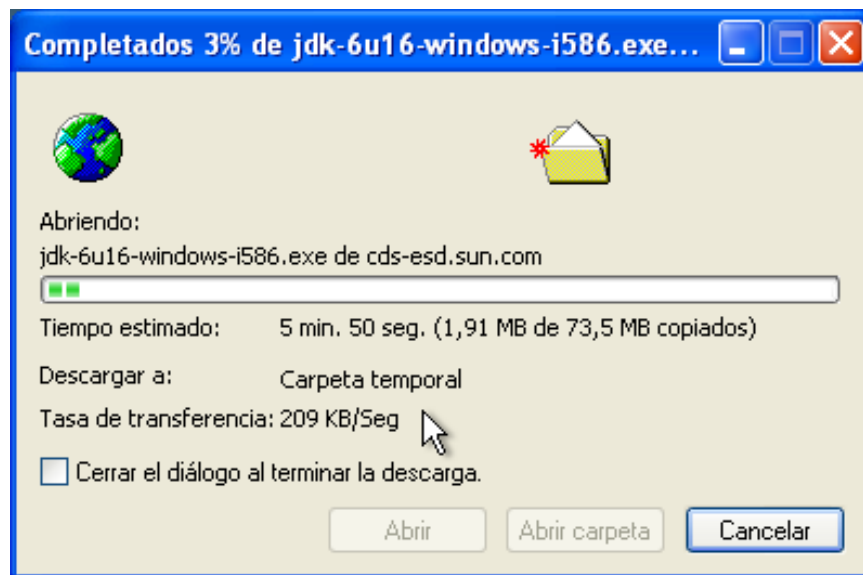 Completados 3% de jdk-6u16-windows-i586.exe...
Abriendo:
jdk-6u16-windows-i586.exe de cds-esd.sun.com
Tiempo estimado: 5 min. 50 seg. (1,91 MB de 73,5 MB copiados)
Descargar a: Carpeta temporal
Tasa de transferencia: 209 KB/Seg
Cerrar el diálogo al terminar la descarga.
Abrir Abrir carpeta Cancelar